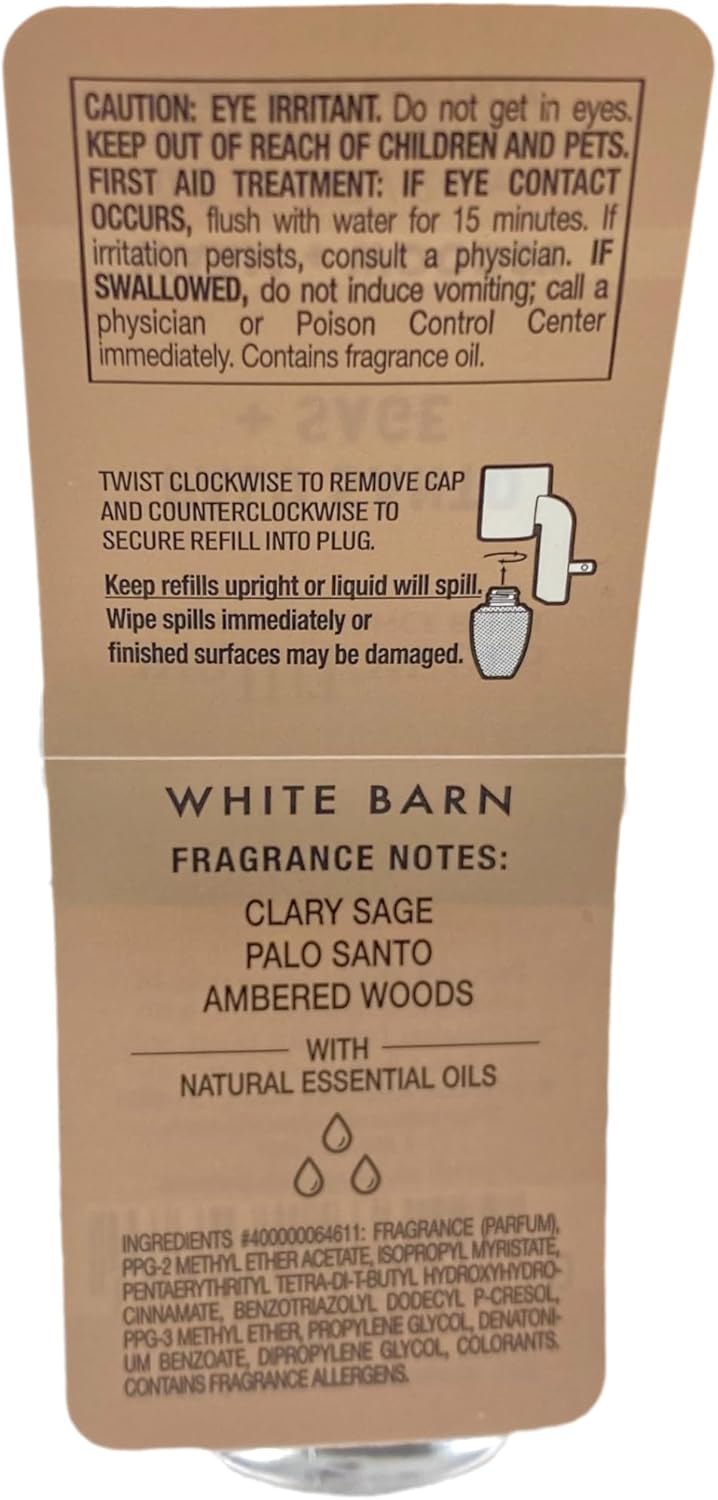 CAUTION: EYE IRRITANT. Do not get in eyes.
KEEP OUT OF REACH OF CHILDREN AND PETS.
FIRST AID TREATMENT: IF EYE CONTACT
OCCURS, flush with water for 15 minutes. If
irritation persists, consult a physician. IF
SWALLOWED, do not induce vomiting; call a
physician or Poison Control Center
immediately. Contains fragrance oil.
+ SAGE
TWIST CLOCKWISE TO REMOVE CAP
AND COUNTERCLOCKWISE TO
SECURE REFILL INTO PLUG.
Keep refills upright or liquid will spill.
Wipe spills immediately or
finished surfaces may be damaged.
WHITE BARN
FRAGRANCE NOTES:
CLARY SAGE
PALO SANTO
AMBERED WOODS
WITH
NATURAL ESSENTIAL OILS
INGREDIENTS #400000064611: FRAGRANCE (PARFUM),
PPG-2 METHYL ETHER ACETATE, ISOPROPYL MYRISTATE,
PENTAERYTHRITYL TETRA-DI-T-BUTYL HYDROXYHYDRO-
CINNAMATE, BENZOTRIAZOLYL DODECYL P-CRESOL,
PPG-3 METHYL ETHER, PROPYLENE GLYCOL, DENATONI-
UM BENZOATE, DIPROPYLENE GLYCOL, COLORANTS.
CONTAINS FRAGRANCE ALLERGENS.